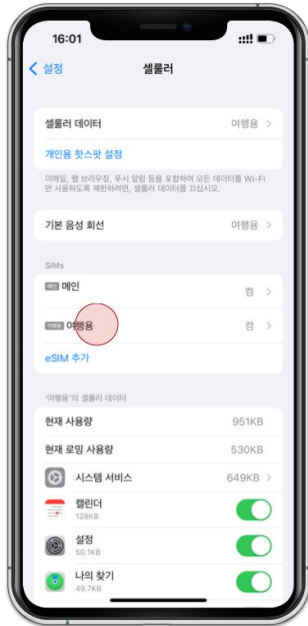 16:01
설정
셀룰러
셀룰러 데이터 여행용
개인용 핫스팟 설정
이메일, 웹 브라우징, 푸시 알림 등을 포함하여 모든 데이터를 Wi-Fi
만 사용하도록 제한하려면, 셀룰러 데이터를 끄십시오.
기본 음성 회선 여행용
SIMs
메인 메인 켬
여행용 여행용 켬
eSIM 추가
'여행용'의 셀룰러 데이터
현재 사용량 951KB
현재 로밍 사용량 530KB
시스템 서비스 649KB
캘린더
128KB
설정
50.1KB
나의 찾기
49.7KB